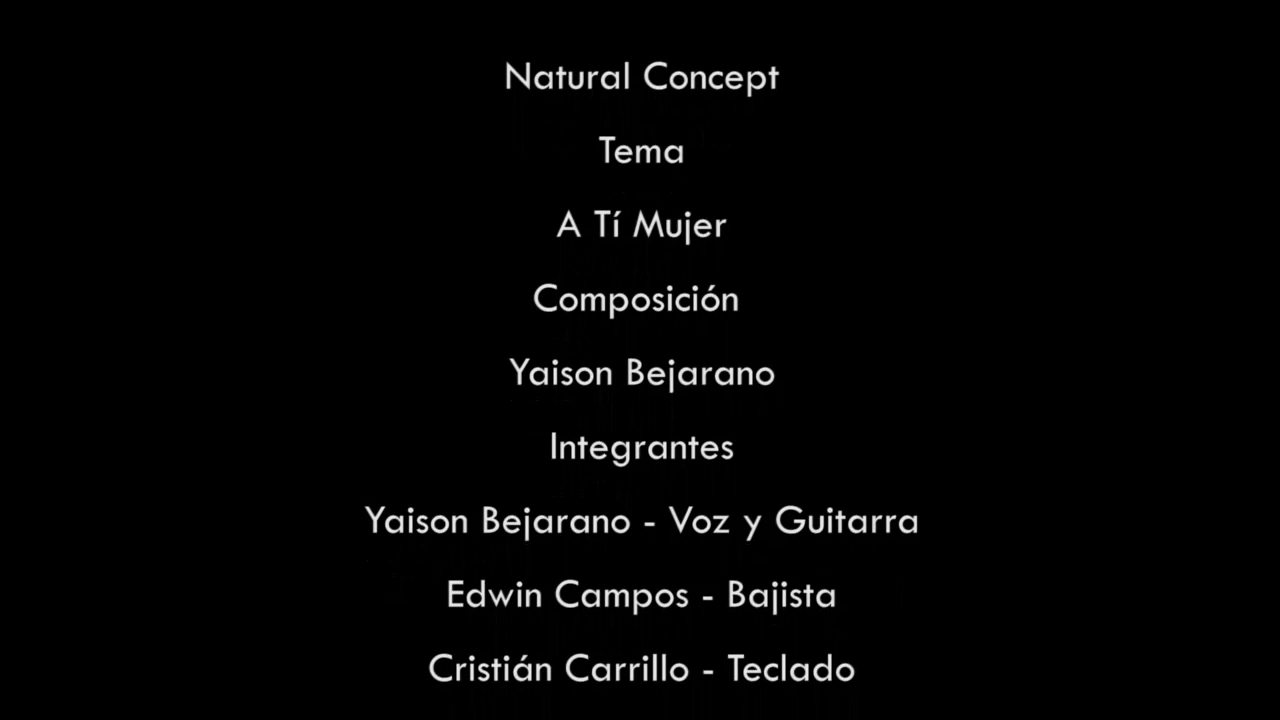 Natural Concept
Tema
A Tí Mujer
Composición
Yaison Bejarano
Integrantes
Yaison Bejarano - Voz y Guitarra
Edwin Campos - Bajista
Cristián Carrillo - Teclado